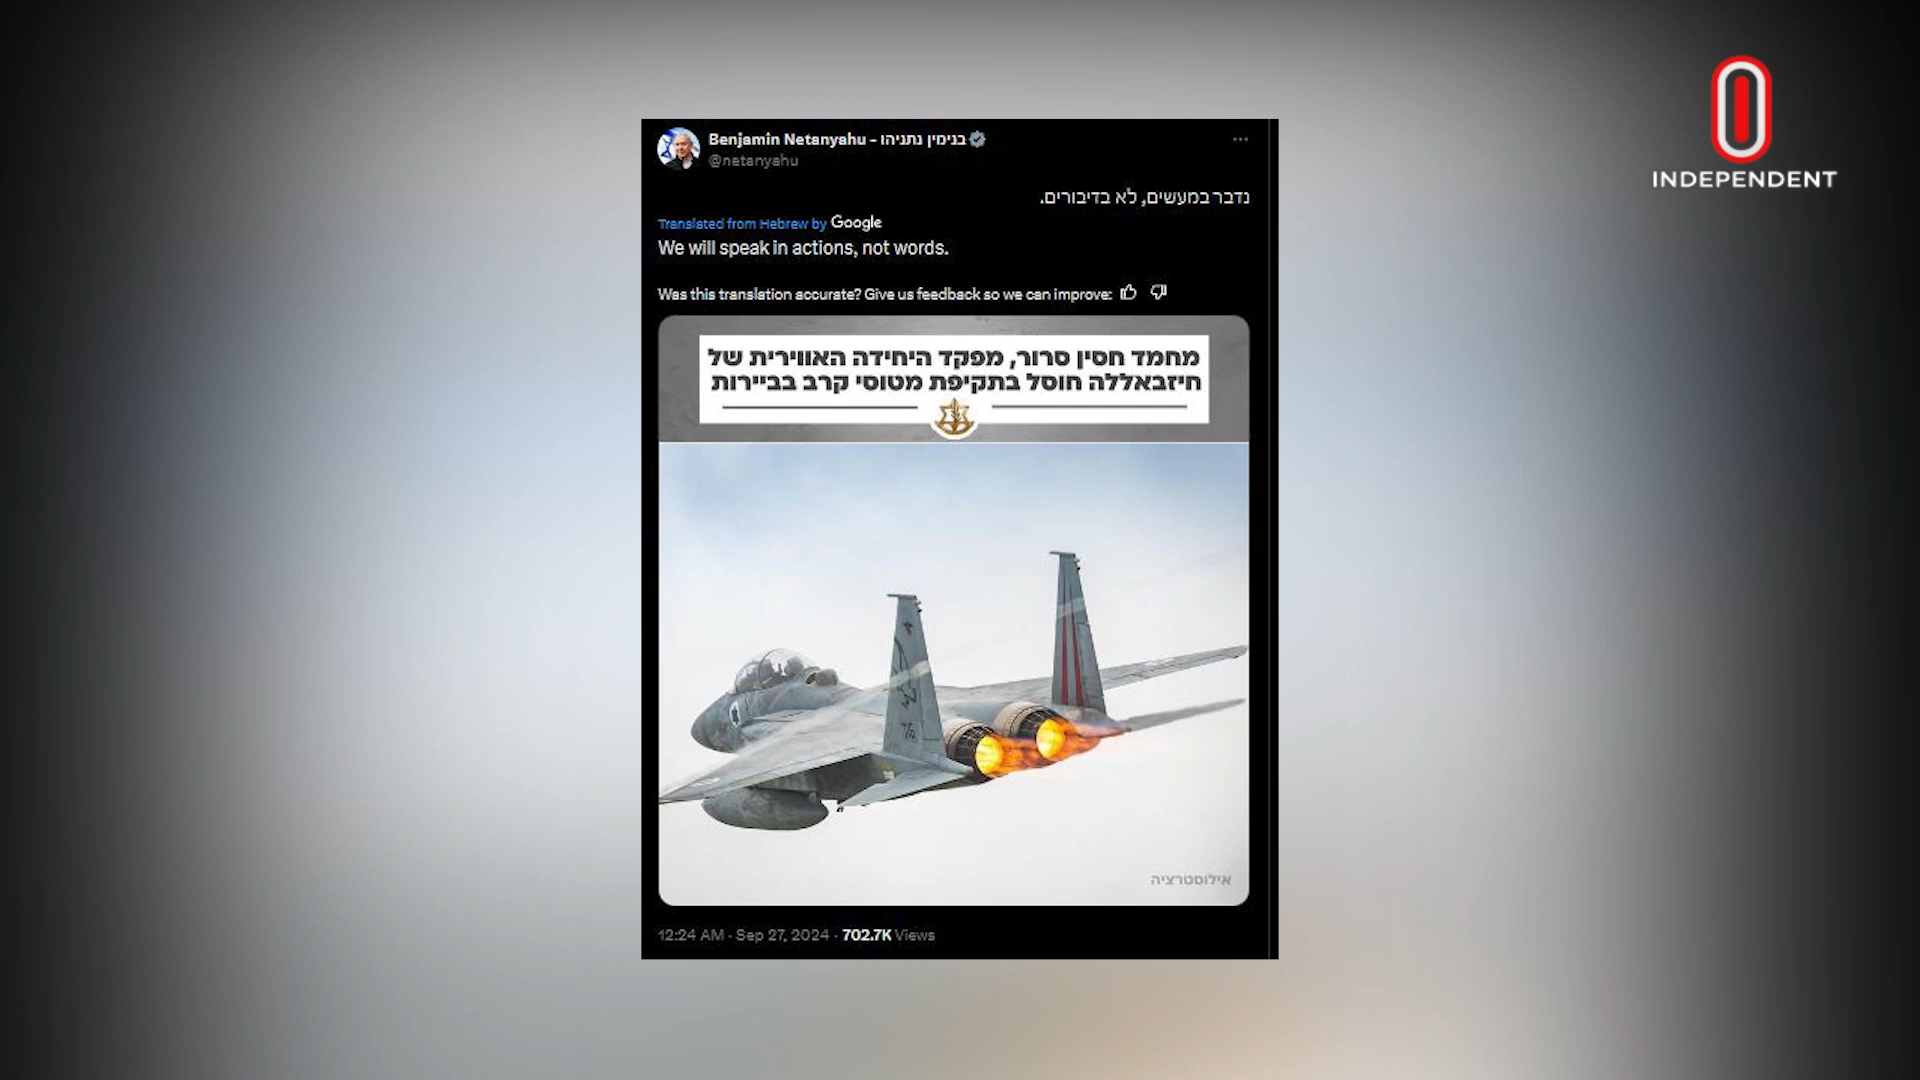 Benjamin Netanyahu - בנימין נתניהו
@netanyahu
נדבר במעשים, לא בדיבורים.
Translated from Hebrew by Google
We will speak in actions, not words.
Was this translation accurate? Give us feedback so we can improve:
מחמד חסין סרור, מפקד היחידה האווירית של
חיזבאללה חוסל בתקיפת מטוסי קרב בביירות
אילוסטרציה
12:24 AM · Sep 27, 2024 · 702.7K Views
INDEPENDENT